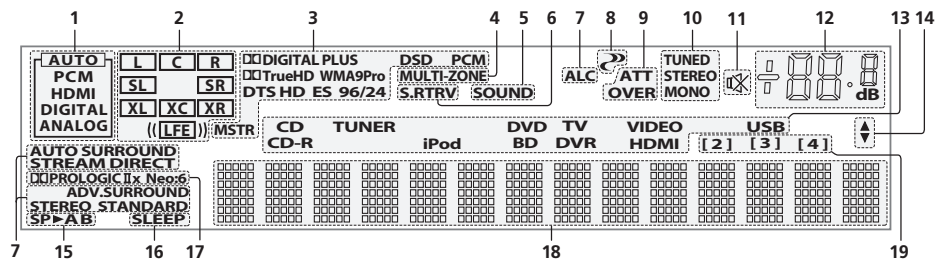 1 2 3 4 5 6 7 8 9 10 11 12 13 14
AUTO
PCM
HDMI
DIGITAL
ANALOG
L C R
SL SR
XL XC XR
((LFE))
DIGITAL PLUS
TrueHD WMA9Pro
DTS HD ES 96/24
MSTR
DSD PCM
MULTI-ZONE
S.RTRV SOUND
ALC
ATT
OVER
TUNED
STEREO
MONO
dB
CD TUNER DVD TV VIDEO USB
CD-R iPod BD DVR HDMI [2] [3] [4]
AUTO SURROUND
STREAM DIRECT
PROLOGIC IIx Neo:6
ADV.SURROUND
STEREO STANDARD
SP►AB SLEEP
7 15 16 17 18 19